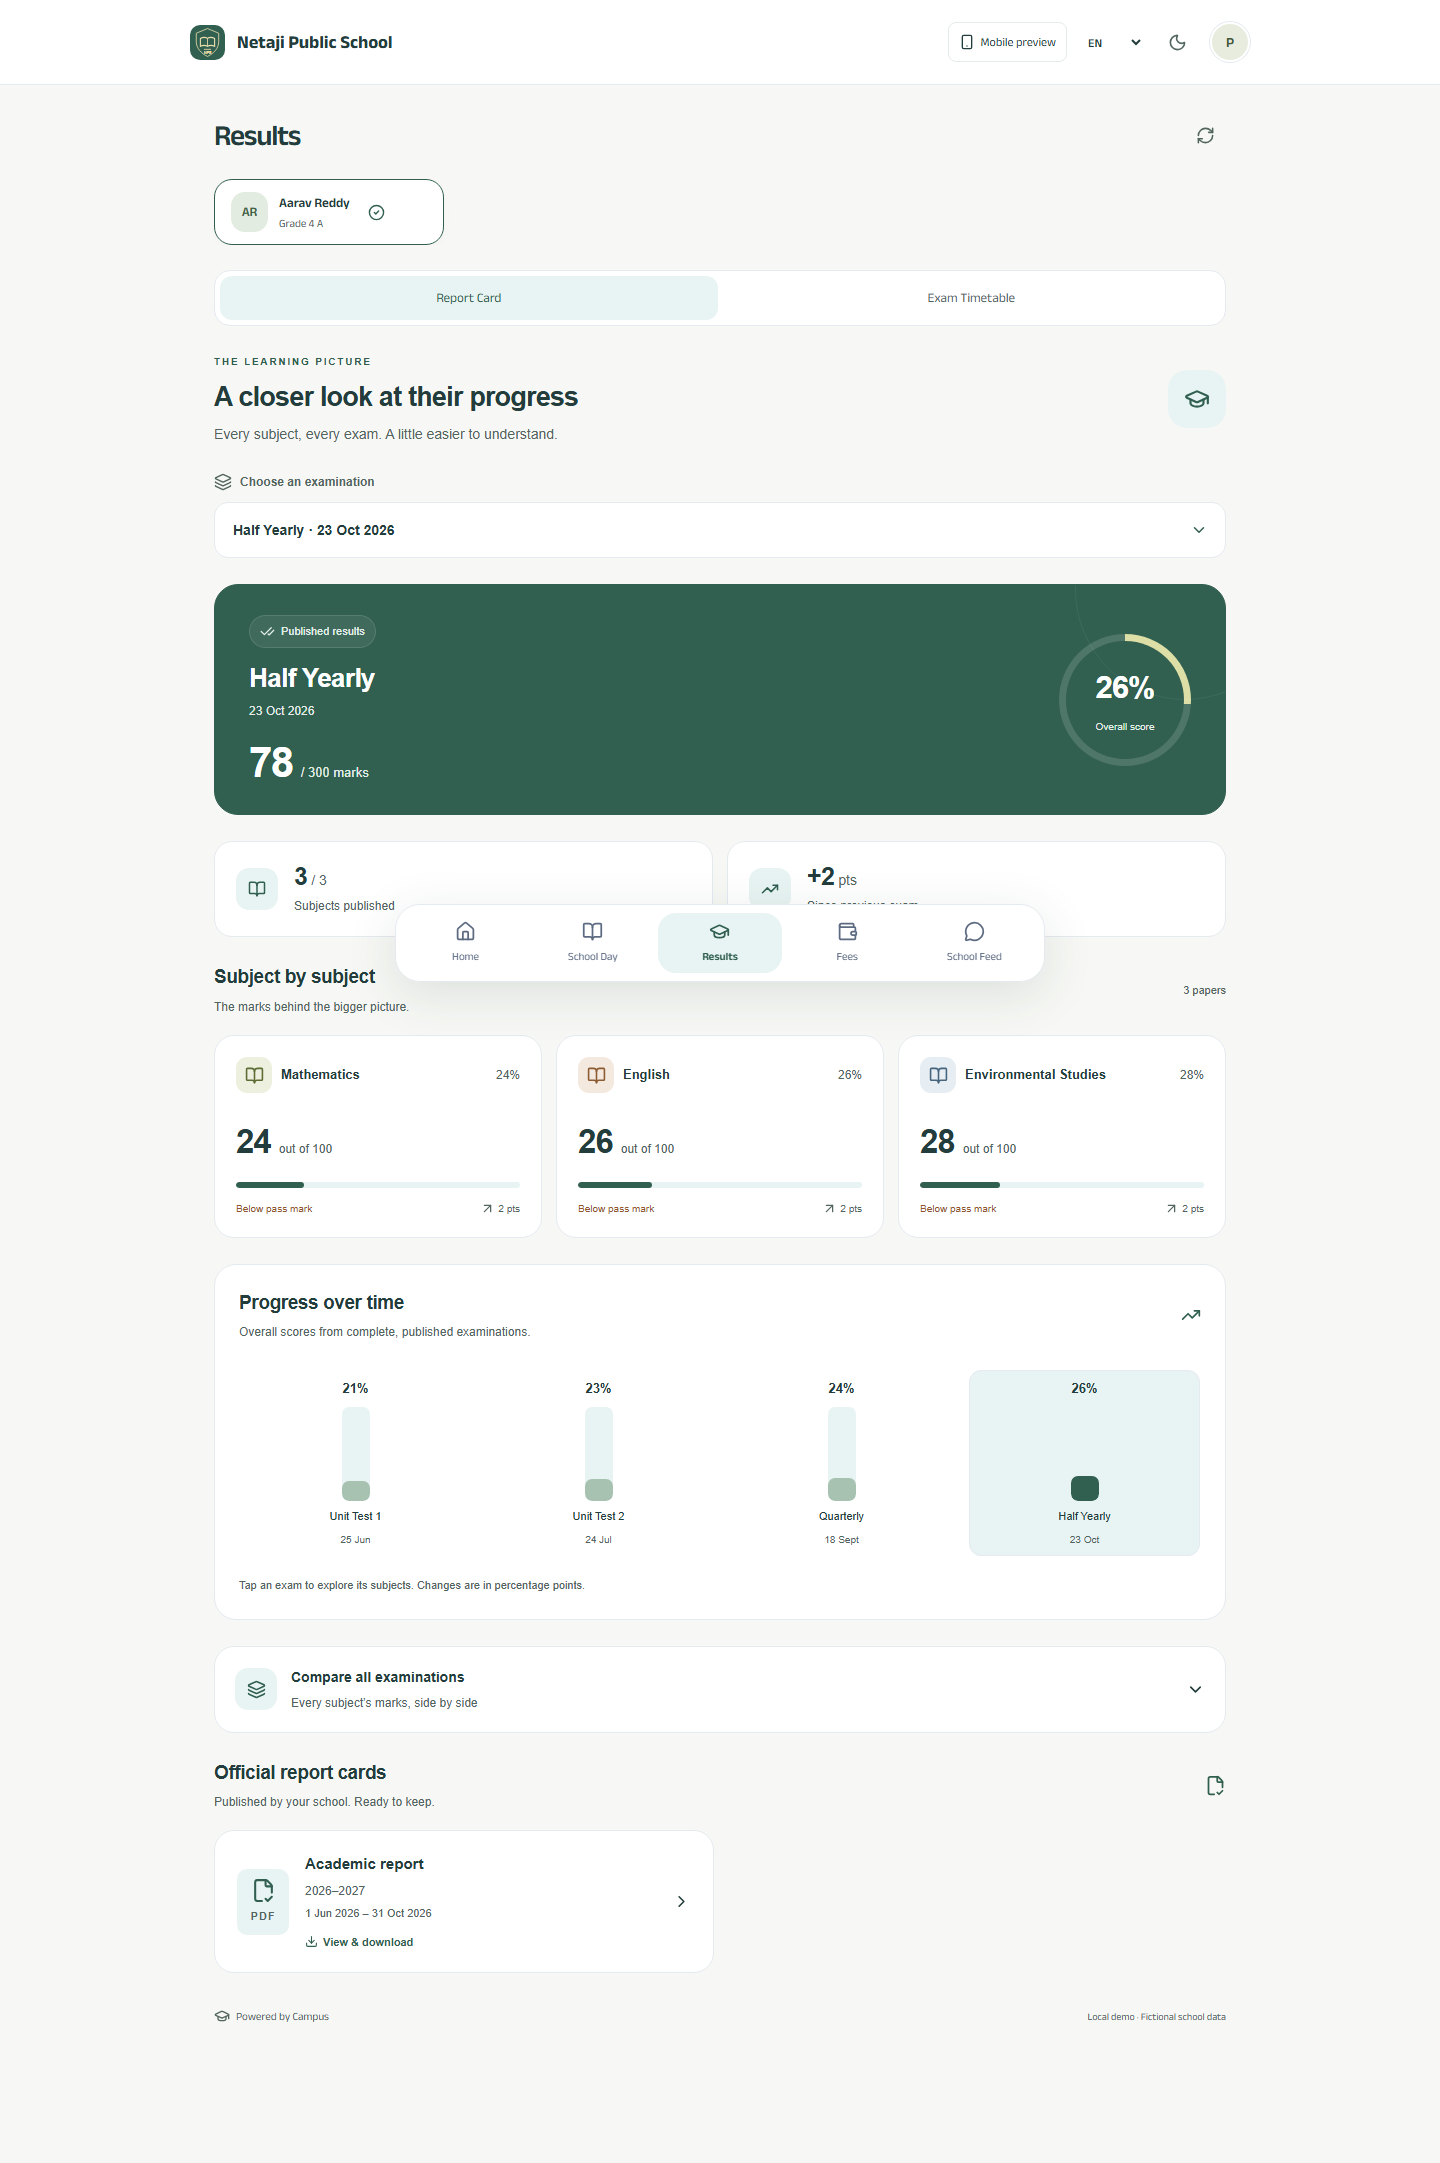 Netaji Public School
Mobile preview
EN
P
Results
AR
Aarav Reddy
Grade 4 A
Report Card
Exam Timetable
THE LEARNING PICTURE
A closer look at their progress
Every subject, every exam. A little easier to understand.
Choose an examination
Half Yearly · 23 Oct 2026
Published results
Half Yearly
23 Oct 2026
78 / 300 marks
26%
Overall score
3 / 3
Subjects published
+2 pts
Since previous exam
Home
School Day
Results
Fees
School Feed
Subject by subject
The marks behind the bigger picture.
3 papers
Mathematics
24%
24 out of 100
Below pass mark
2 pts
English
26%
26 out of 100
Below pass mark
2 pts
Environmental Studies
28%
28 out of 100
Below pass mark
2 pts
Progress over time
Overall scores from complete, published examinations.
21%
Unit Test 1
25 Jun
23%
Unit Test 2
24 Jul
24%
Quarterly
18 Sept
26%
Half Yearly
23 Oct
Tap an exam to explore its subjects. Changes are in percentage points.
Compare all examinations
Every subject's marks, side by side
Official report cards
Published by your school. Ready to keep.
PDF
Academic report
2026–2027
1 Jun 2026 – 31 Oct 2026
View & download
Powered by Campus
Local demo · Fictional school data